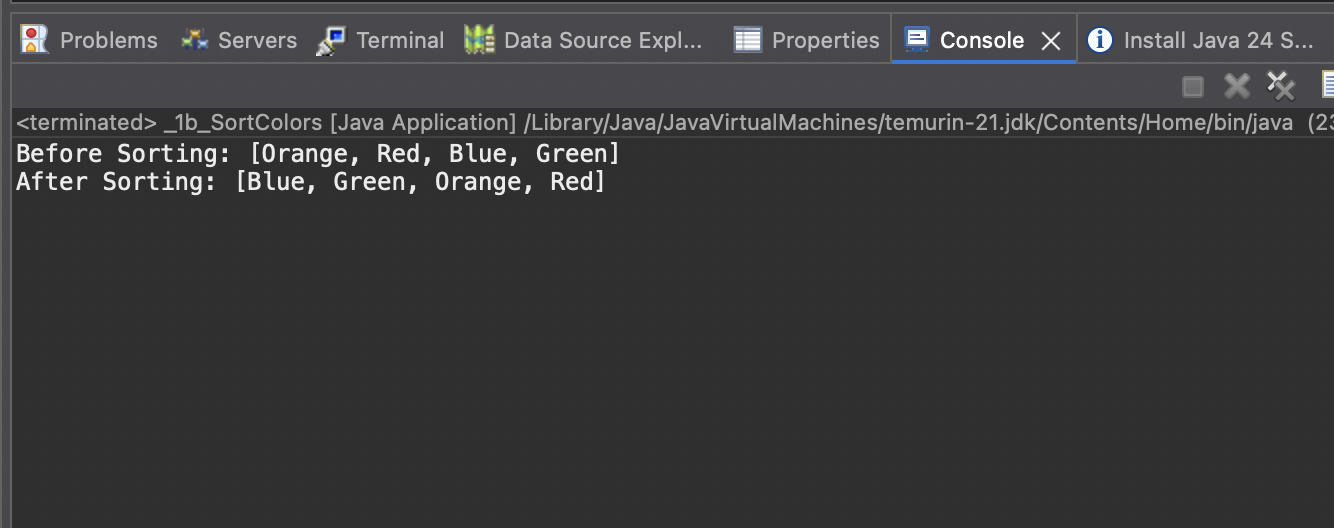 Problems Servers Terminal Data Source Expl... Properties Console Install Java 24 S...
<terminated> _1b_SortColors [Java Application] /Library/Java/JavaVirtualMachines/temurin-21.jdk/Contents/Home/bin/java (23
Before Sorting: [Orange, Red, Blue, Green]
After Sorting: [Blue, Green, Orange, Red]